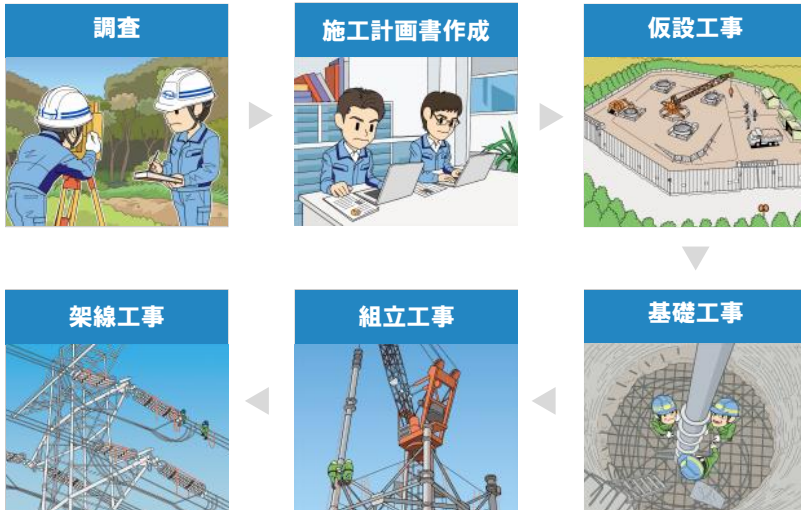 調査
施工計画書作成
仮設工事
基礎工事
組立工事
架線工事